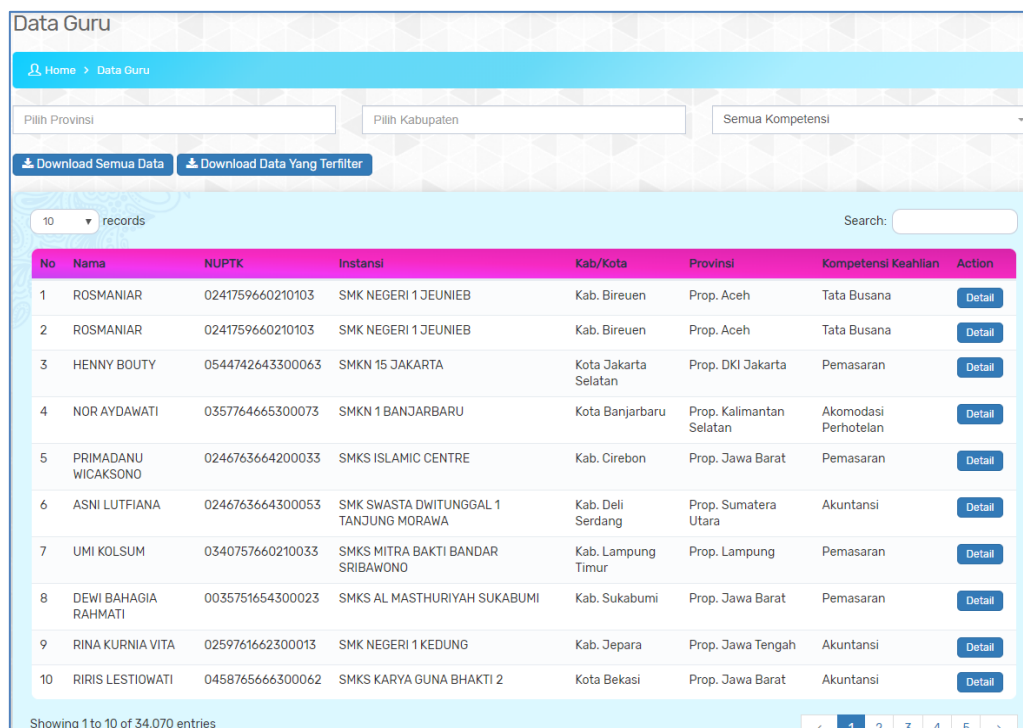 Data Guru
Home > Data Guru
Pilih Provinsi Pilih Kabupaten Semua Kompetensi
Download Semua Data Download Data Yang Terfilter
10 records Search:
No Nama NUPTK Instansi Kab/Kota Provinsi Kompetensi Keahlian Action
1 ROSMANIAR 0241759660210103 SMK NEGERI 1 JEUNIEB Kab. Bireuen Prop. Aceh Tata Busana Detail
2 ROSMANIAR 0241759660210103 SMK NEGERI 1 JEUNIEB Kab. Bireuen Prop. Aceh Tata Busana Detail
3 HENNY BOUTY 0544742643300063 SMKN 15 JAKARTA Kota Jakarta Prop. DKI Jakarta Pemasaran Detail
Selatan
4 NOR AYDAWATI 0357764665300073 SMKN 1 BANJARBARU Kota Banjarbaru Prop. Kalimantan Akomodasi Detail
Selatan Perhotelan
5 PRIMADANU 0246763664200033 SMKS ISLAMIC CENTRE Kab. Cirebon Prop. Jawa Barat Pemasaran Detail
WICAKSONO
6 ASNI LUTFIANA 0246763664300053 SMK SWASTA DWITUNGGAL 1 Kab. Deli Prop. Sumatera Akuntansi Detail
TANJUNG MORAWA Serdang Utara
7 UMI KOLSUM 0340757660210033 SMKS MITRA BAKTI BANDAR Kab. Lampung Prop. Lampung Pemasaran Detail
SRIBAWONO Timur
8 DEWI BAHAGIA 0035751654300023 SMKS AL MASTHURIYAH SUKABUMI Kab. Sukabumi Prop. Jawa Barat Pemasaran Detail
RAHMATI
9 RINA KURNIA VITA 0259761662300013 SMK NEGERI 1 KEDUNG Kab. Jepara Prop. Jawa Tengah Akuntansi Detail
10 RIRIS LESTIOWATI 0458765666300062 SMKS KARYA GUNA BHAKTI 2 Kota Bekasi Prop. Jawa Barat Akuntansi Detail
Showing 1 to 10 of 34,070 entries 1 2 3 4 5